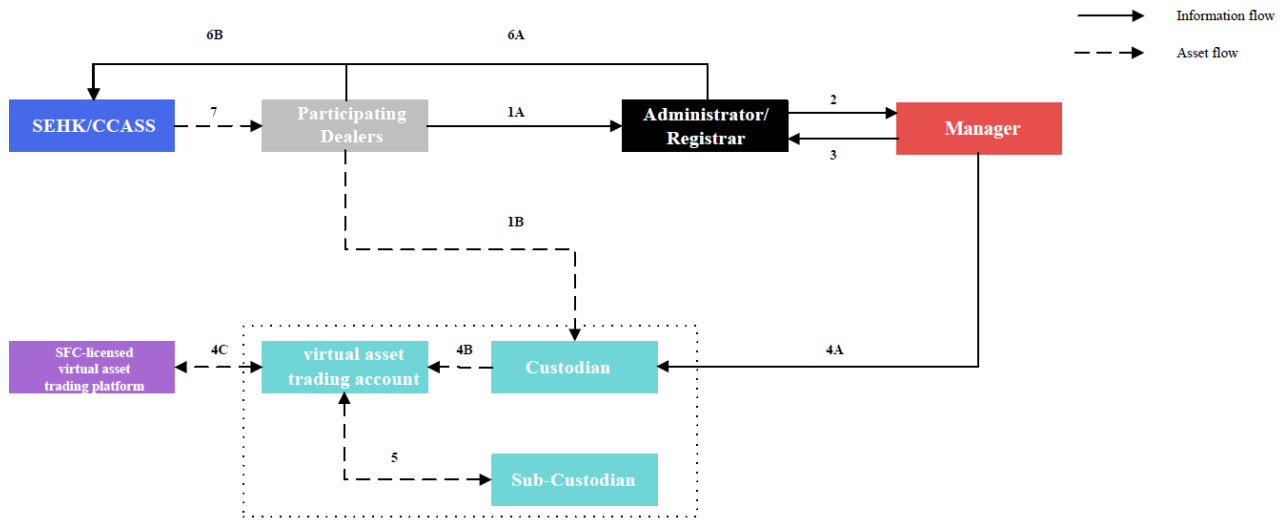 6B
6A
Information flow
Asset flow
SEHK/CCASS
7
Participating
Dealers
1A
Administrator/
Registrar
2
3
Manager
1B
SFC-licensed
virtual asset
trading platform
4C
virtual asset
trading account
4B
Custodian
4A
5
Sub-Custodian